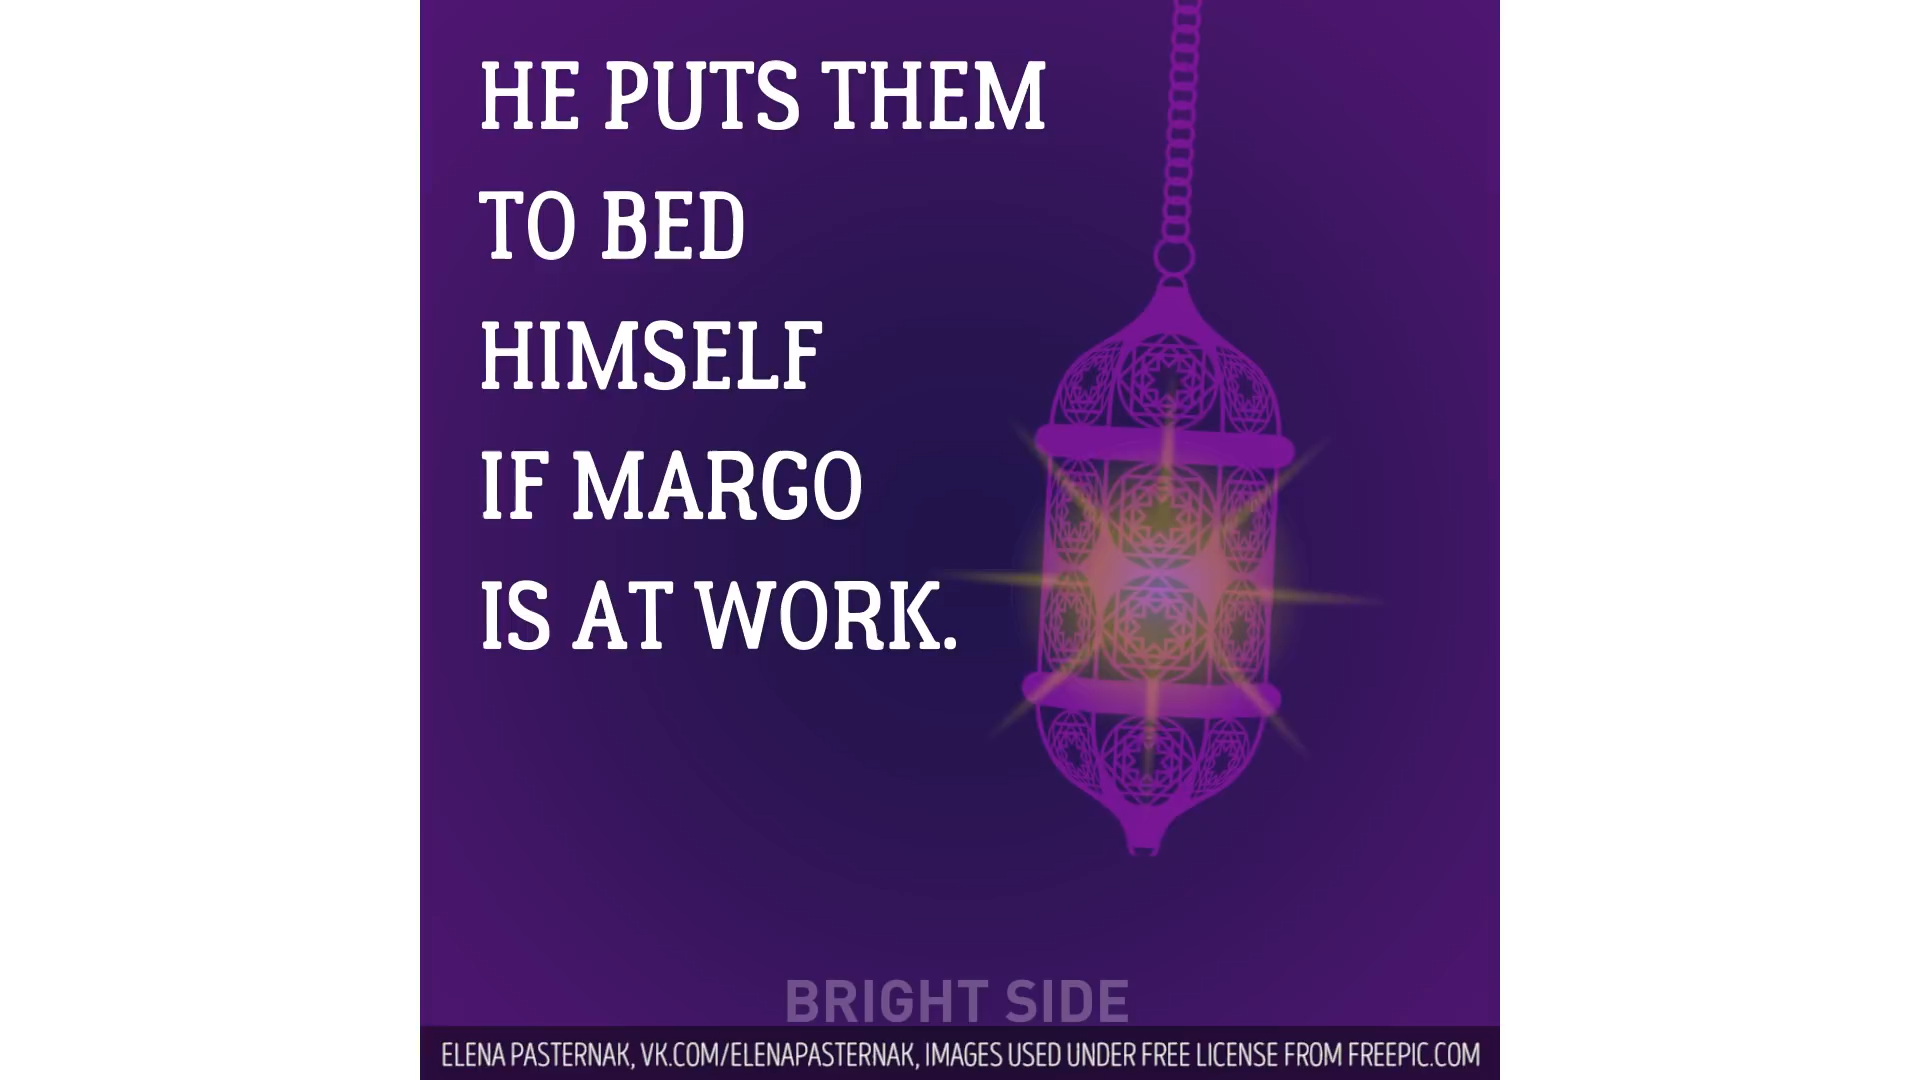 HE PUTS THEM
TO BED
HIMSELF
IF MARGO
IS AT WORK.
BRIGHT SIDE
ELENA PASTERNAK, VK.COM/ELENAPASTERNAK, IMAGES USED UNDER FREE LICENSE FROM FREEPIC.COM